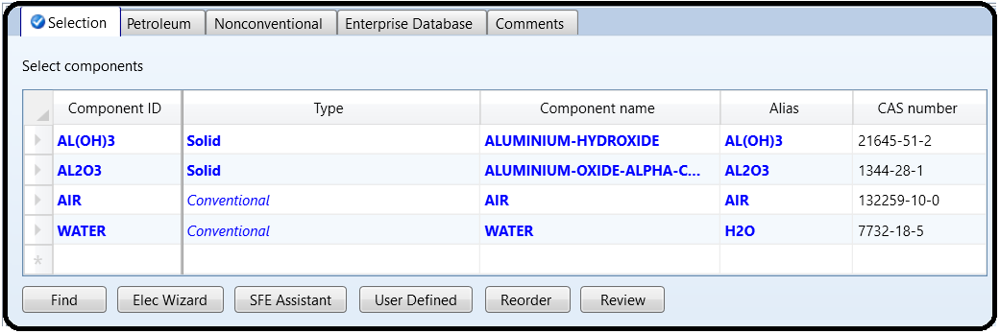 Selection Petroleum Nonconventional Enterprise Database Comments
Select components
Component ID Type Component name Alias CAS number
AL(OH)3 Solid ALUMINIUM-HYDROXIDE AL(OH)3 21645-51-2
AL2O3 Solid ALUMINIUM-OXIDE-ALPHA-C... AL2O3 1344-28-1
AIR Conventional AIR AIR 132259-10-0
WATER Conventional WATER H2O 7732-18-5
*
Find Elec Wizard SFE Assistant User Defined Reorder Review